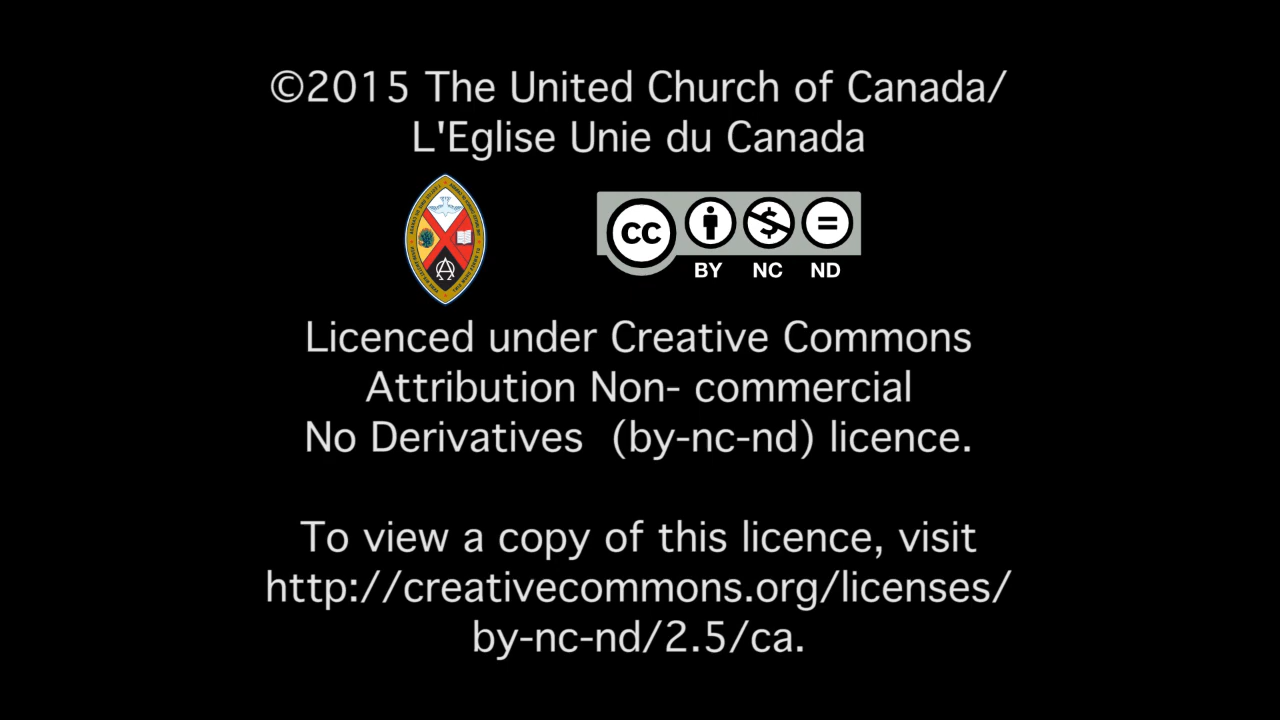 ©2015 The United Church of Canada/
L'Eglise Unie du Canada
CC
BY NC ND
Licenced under Creative Commons
Attribution Non- commercial
No Derivatives (by-nc-nd) licence.
To view a copy of this licence, visit
http://creativecommons.org/licenses/
by-nc-nd/2.5/ca.